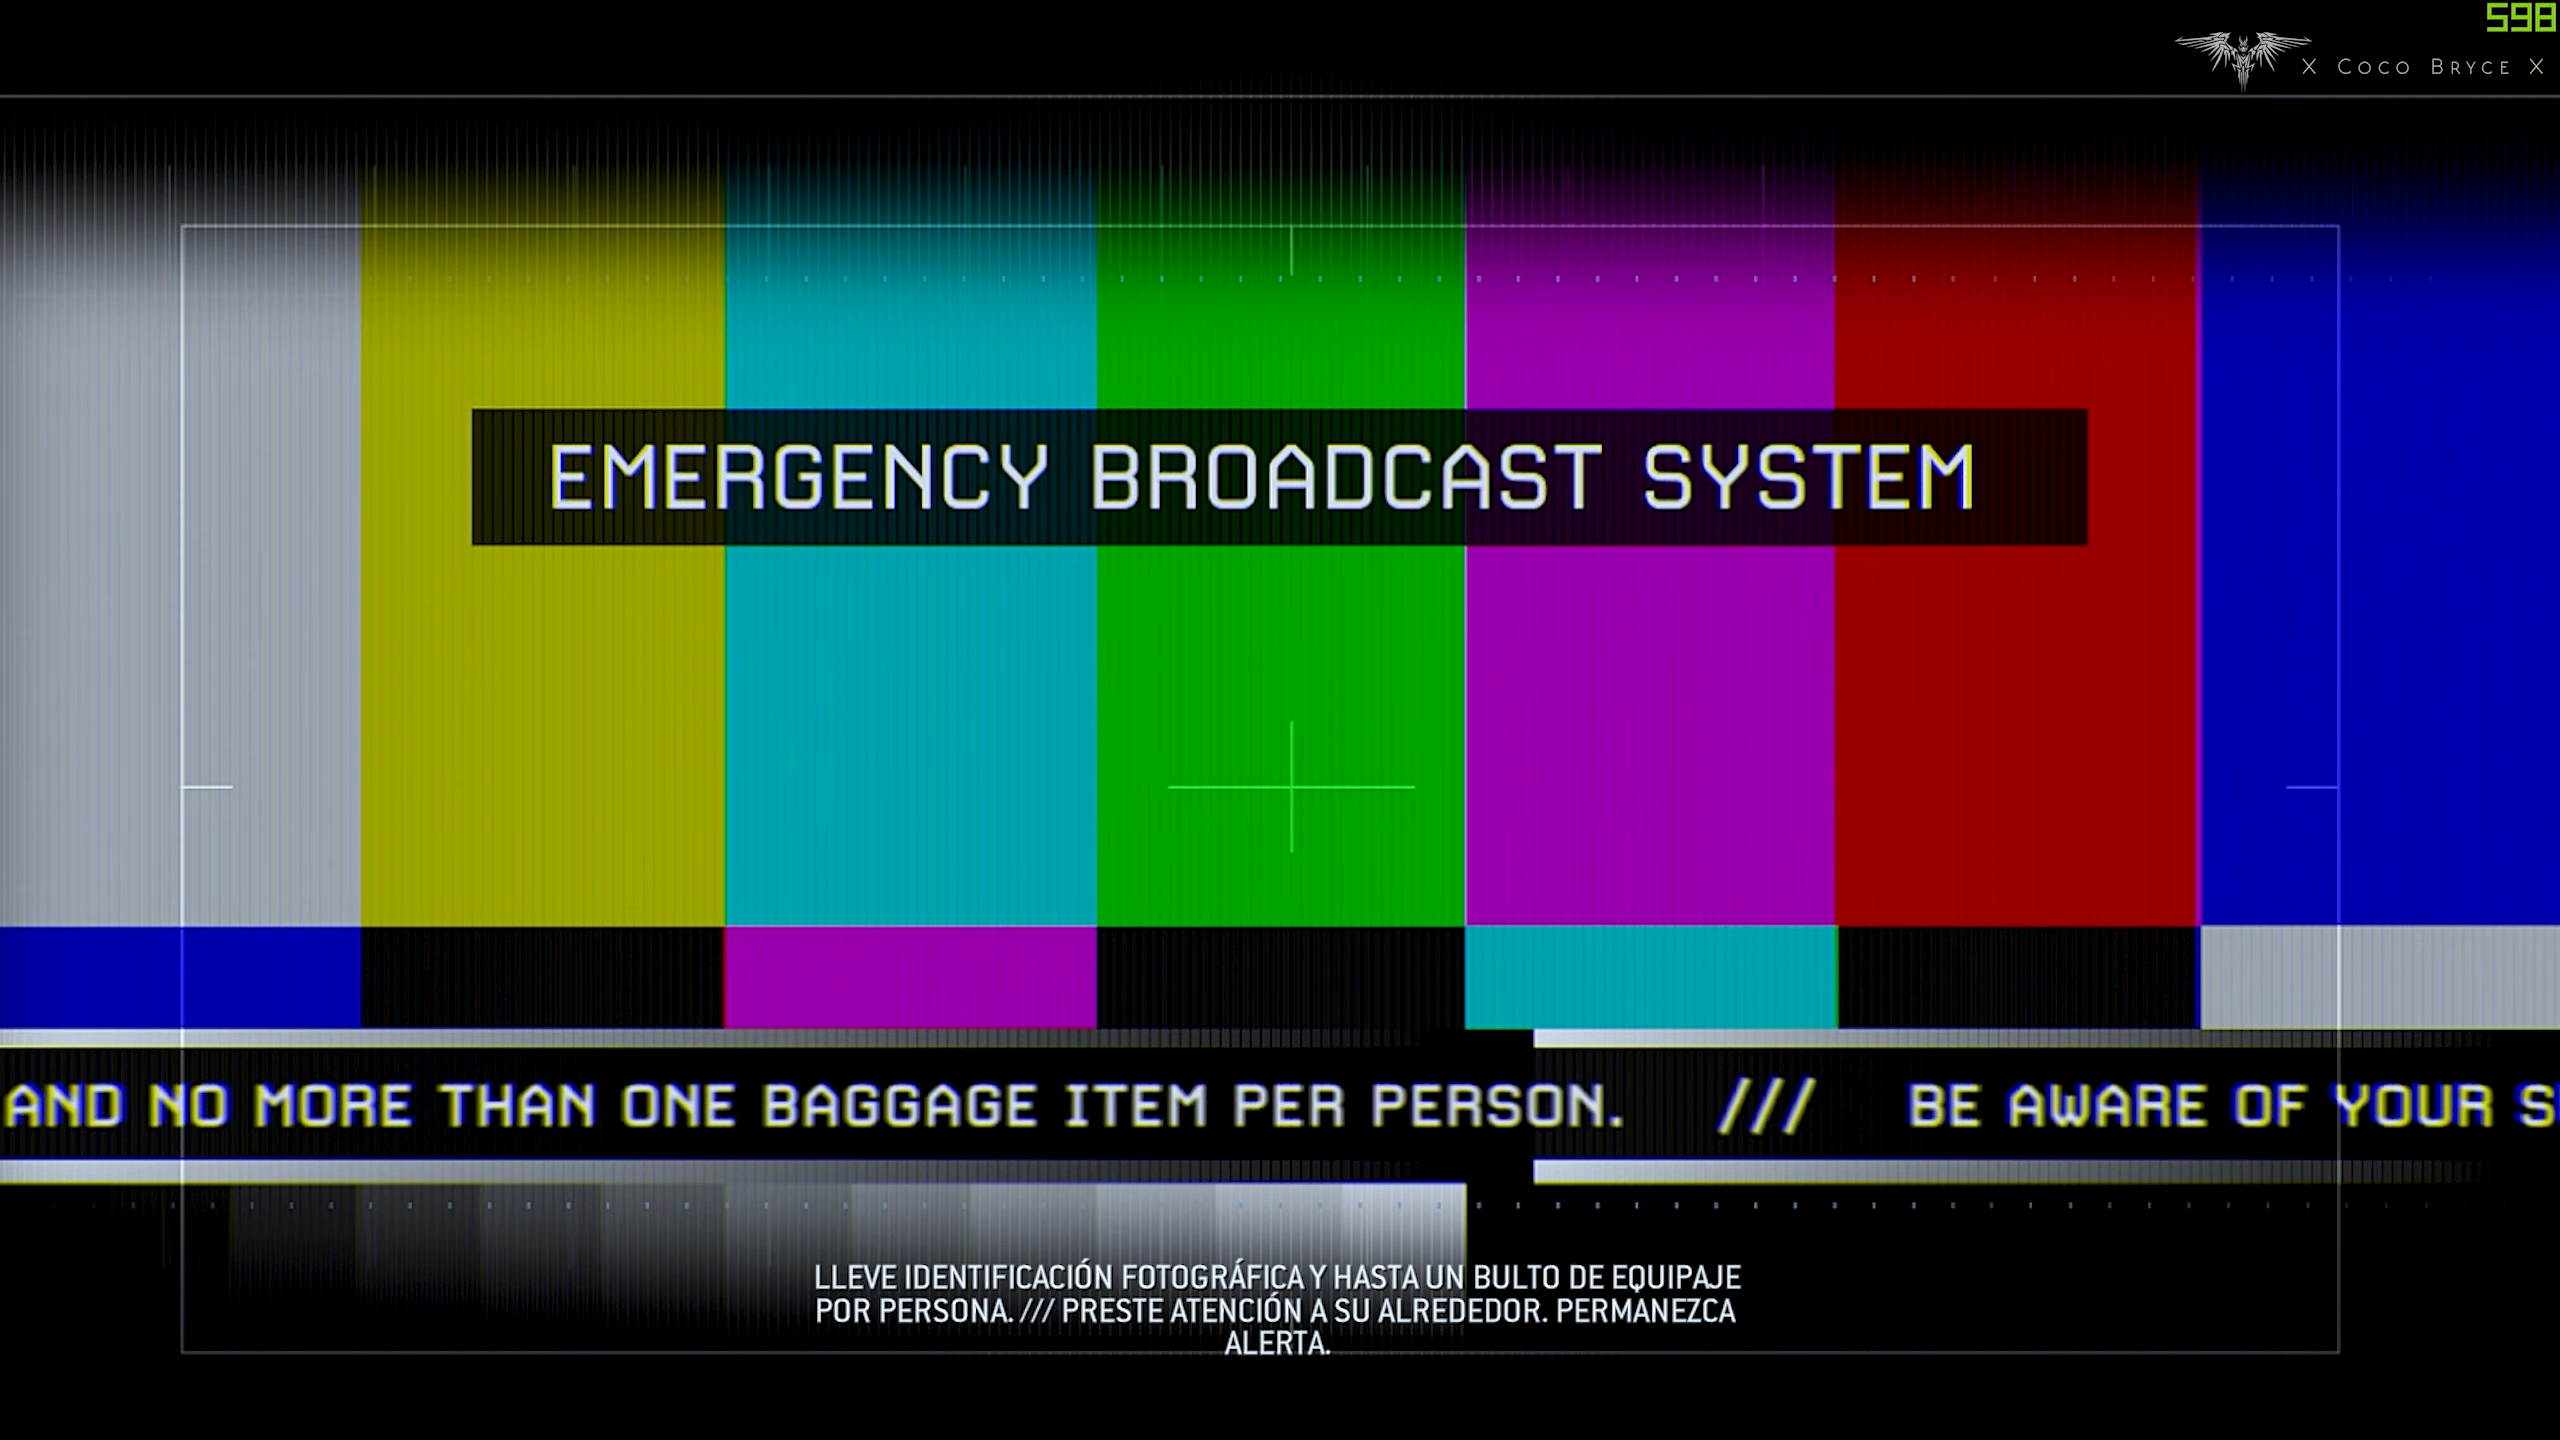 598
X COCO BRYCE X
EMERGENCY BROADCAST SYSTEM
AND NO MORE THAN ONE BAGGAGE ITEM PER PERSON. /// BE AWARE OF YOUR S
LLEVE IDENTIFICACIÓN FOTOGRÁFICA Y HASTA UN BULTO DE EQUIPAJE
POR PERSONA. /// PRESTE ATENCIÓN A SU ALREDEDOR. PERMANEZCA
ALERTA.